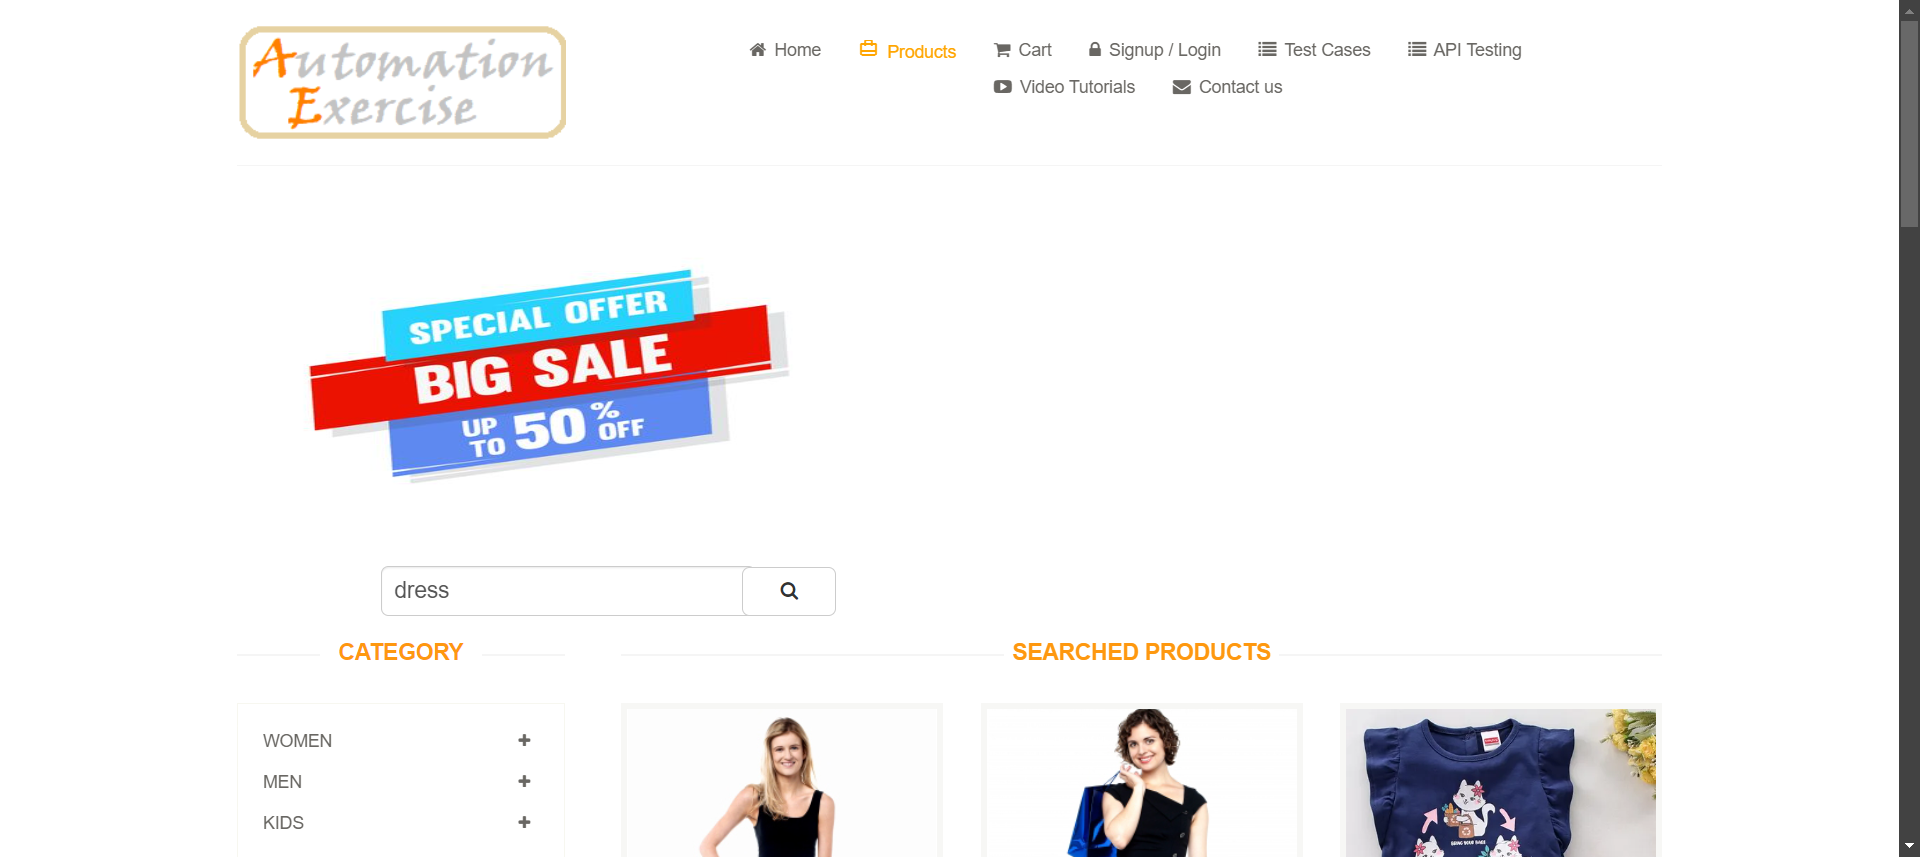 Automation
Exercise
Home
Products
Cart
Signup / Login
Test Cases
API Testing
Video Tutorials
Contact us
SPECIAL OFFER
BIG SALE
UP TO 50% OFF
dress
CATEGORY
SEARCHED PRODUCTS
WOMEN
MEN
KIDS